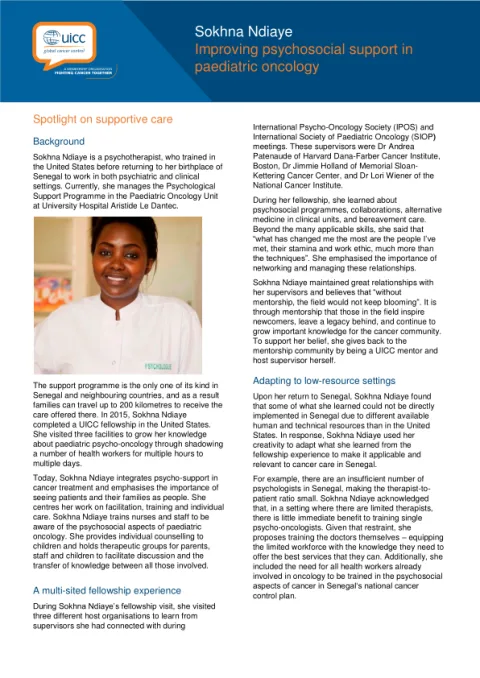 uicc
global cancer control
A MEMBERSHIP ORGANISATION
FIGHTING CANCER TOGETHER
Sokhna Ndiaye
Improving psychosocial support in
paediatric oncology
Spotlight on supportive care
Background
Sokhna Ndiaye is a psychotherapist, who trained in
the United States before returning to her birthplace of
Senegal to work in both psychiatric and clinical
settings. Currently, she manages the Psychological
Support Programme in the Paediatric Oncology Unit
at University Hospital Aristide Le Dantec.
The support programme is the only one of its kind in
Senegal and neighbouring countries, and as a result
families can travel up to 200 kilometres to receive the
care offered there. In 2015, Sokhna Ndiaye
completed a UICC fellowship in the United States.
She visited three facilities to grow her knowledge
about paediatric psycho-oncology through shadowing
a number of health workers for multiple hours to
multiple days.
Today, Sokhna Ndiaye integrates psycho-support in
cancer treatment and emphasises the importance of
seeing patients and their families as people. She
centres her work on facilitation, training and individual
care. Sokhna Ndiaye trains nurses and staff to be
aware of the psychosocial aspects of paediatric
oncology. She provides individual counselling to
children and holds therapeutic groups for parents,
staff and children to facilitate discussion and the
transfer of knowledge between all those involved.
A multi-sited fellowship experience
During Sokhna Ndiaye's fellowship visit, she visited
three different host organisations to learn from
supervisors she had connected with during
International Psycho-Oncology Society (IPOS) and
International Society of Paediatric Oncology (SIOP)
meetings. These supervisors were Dr Andrea
Patenaude of Harvard Dana-Farber Cancer Institute,
Boston, Dr Jimmie Holland of Memorial Sloan-
Kettering Cancer Center, and Dr Lori Wiener of the
National Cancer Institute.
During her fellowship, she learned about
psychosocial programmes, collaborations, alternative
medicine in clinical units, and bereavement care.
Beyond the many applicable skills, she said that
“what has changed me the most are the people I've
met, their stamina and work ethic, much more than
the techniques”. She emphasised the importance of
networking and managing these relationships.
Sokhna Ndiaye maintained great relationships with
her supervisors and believes that “without
mentorship, the field would not keep blooming”. It is
through mentorship that those in the field inspire
newcomers, leave a legacy behind, and continue to
grow important knowledge for the cancer community.
To support her belief, she gives back to the
mentorship community by being a UICC mentor and
host supervisor herself.
Adapting to low-resource settings
Upon her return to Senegal, Sokhna Ndiaye found
that some of what she learned could not be directly
implemented in Senegal due to different available
human and technical resources than in the United
States. In response, Sokhna Ndiaye used her
creativity to adapt what she learned from the
fellowship experience to make it applicable and
relevant to cancer care in Senegal.
For example, there are an insufficient number of
psychologists in Senegal, making the therapist-to-
patient ratio small. Sokhna Ndiaye acknowledged
that, in a setting where there are limited therapists,
there is little immediate benefit to training single
psycho-oncologists. Given that restraint, she
proposes training the doctors themselves – equipping
the limited workforce with the knowledge they need to
offer the best services that they can. Additionally, she
included the need for all health workers already
involved in oncology to be trained in the psychosocial
aspects of cancer in Senegal's national cancer
control plan.